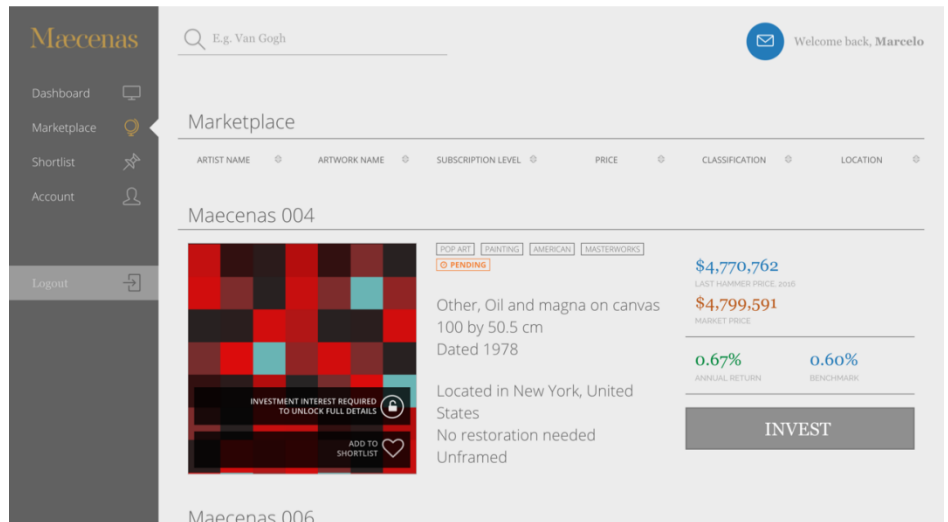 Mæcenas
E.g. Van Gogh
Welcome back, Marcelo
Dashboard
Marketplace
Shortlist
Account
Logout
Marketplace
ARTIST NAME ARTWORK NAME SUBSCRIPTION LEVEL PRICE CLASSIFICATION LOCATION
Maecenas 004
POP ART PAINTING AMERICAN MASTERWORKS
PENDING
INVESTMENT INTEREST REQUIRED
TO UNLOCK FULL DETAILS
ADD TO
SHORTLIST
Other, Oil and magna on canvas
100 by 50.5 cm
Dated 1978
Located in New York, United
States
No restoration needed
Unframed
$4,770,762
LAST HAMMER PRICE, 2016
$4,799,591
MARKET PRICE
0.67% 0.60%
ANNUAL RETURN BENCHMARK
INVEST
Maecenas 006